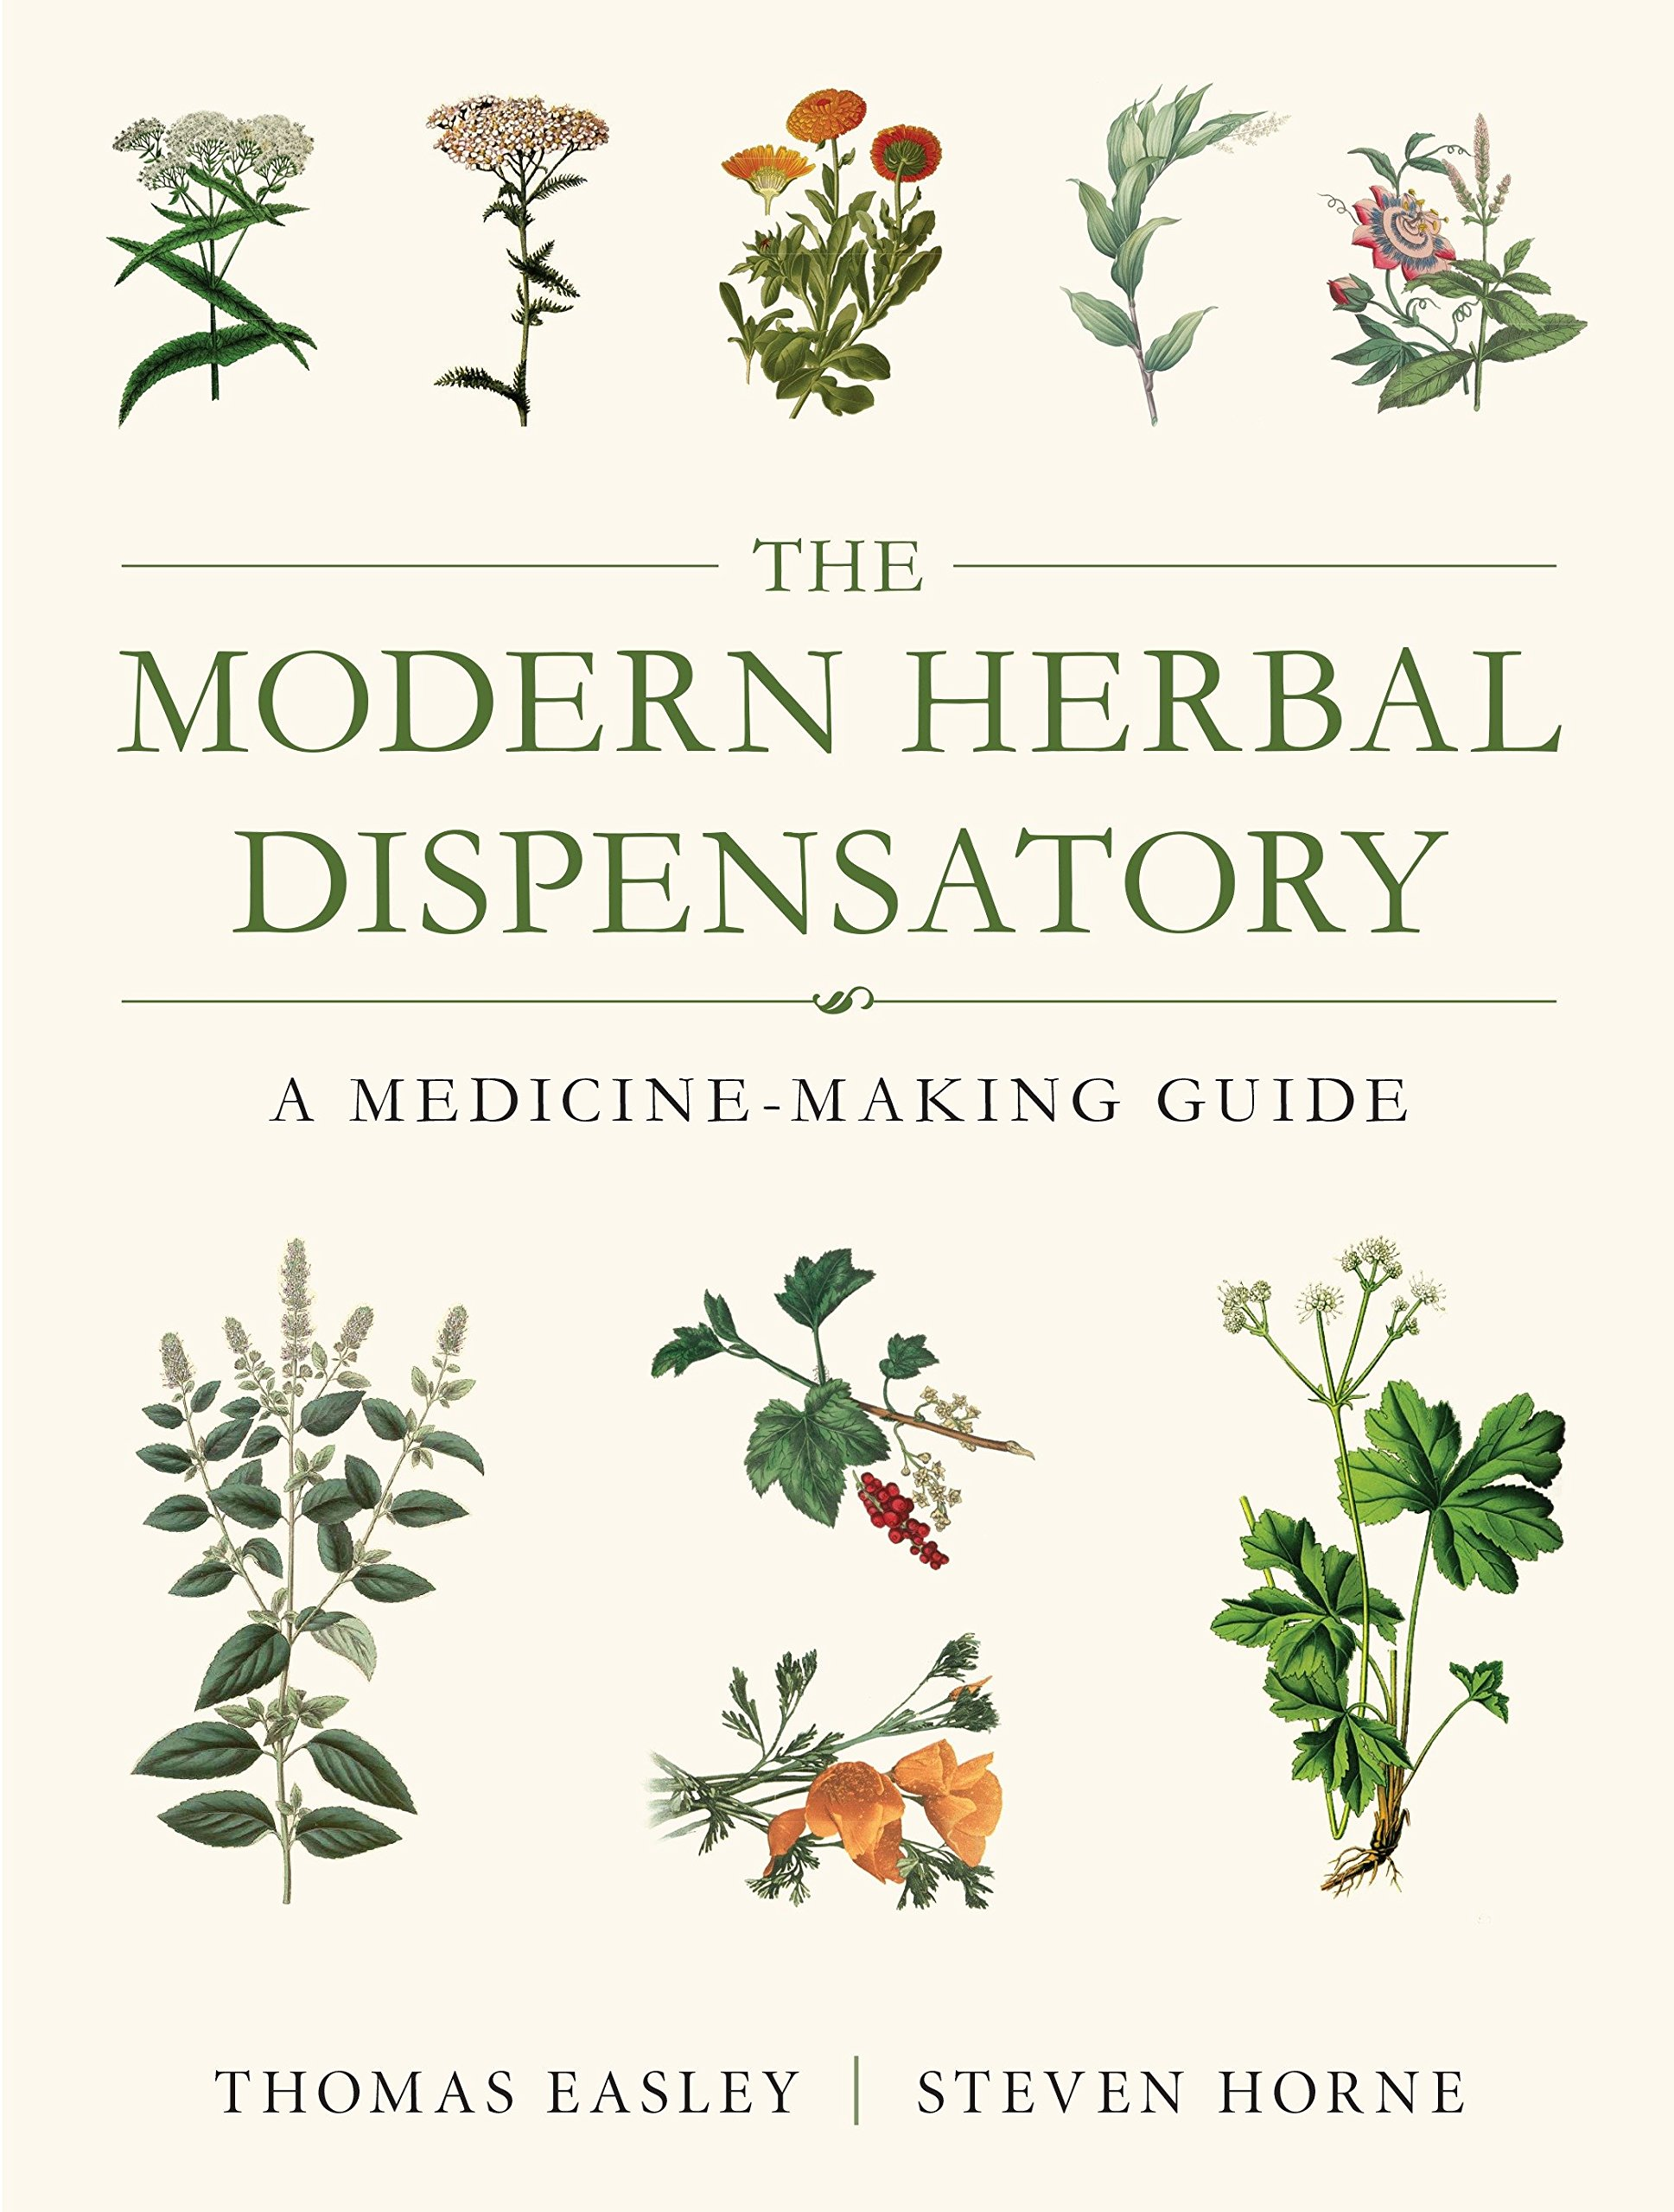 THE
MODERN HERBAL
DISPENSATORY
A MEDICINE-MAKING GUIDE
THOMAS EASLEY | STEVEN HORNE